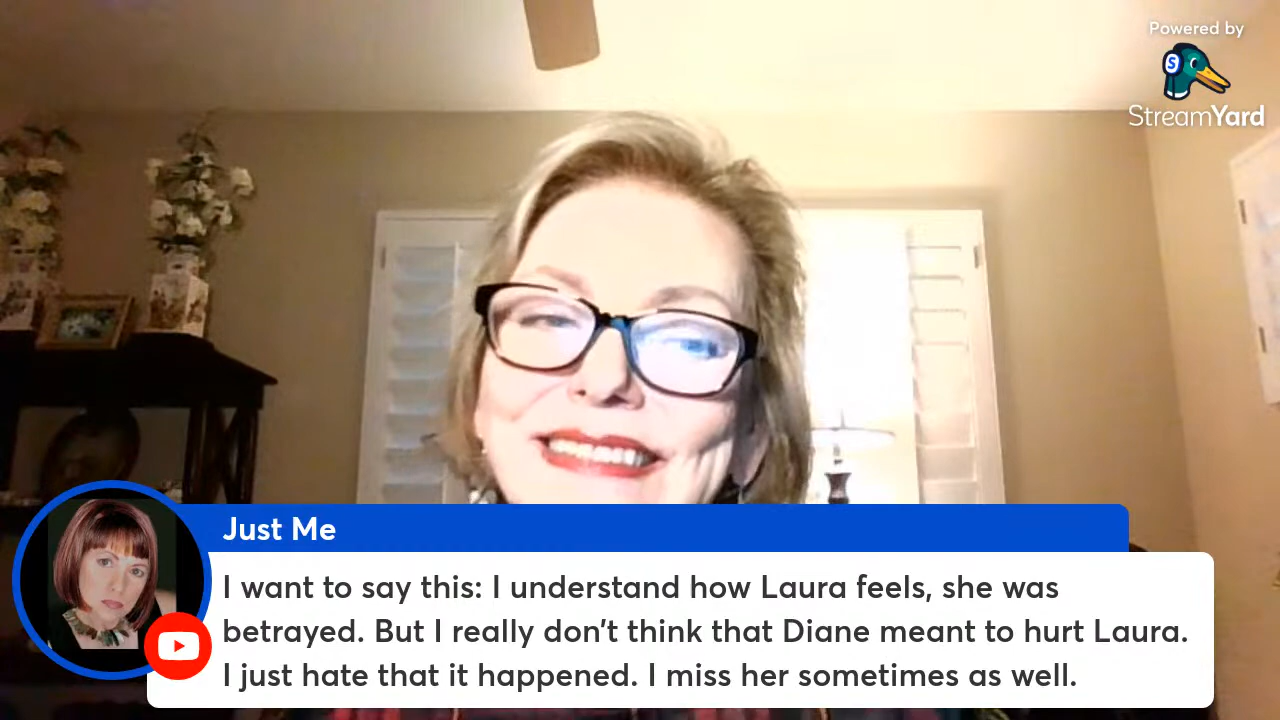 Powered by
StreamYard
Just Me
I want to say this: I understand how Laura feels, she was
betrayed. But I really don't think that Diane meant to hurt Laura.
I just hate that it happened. I miss her sometimes as well.